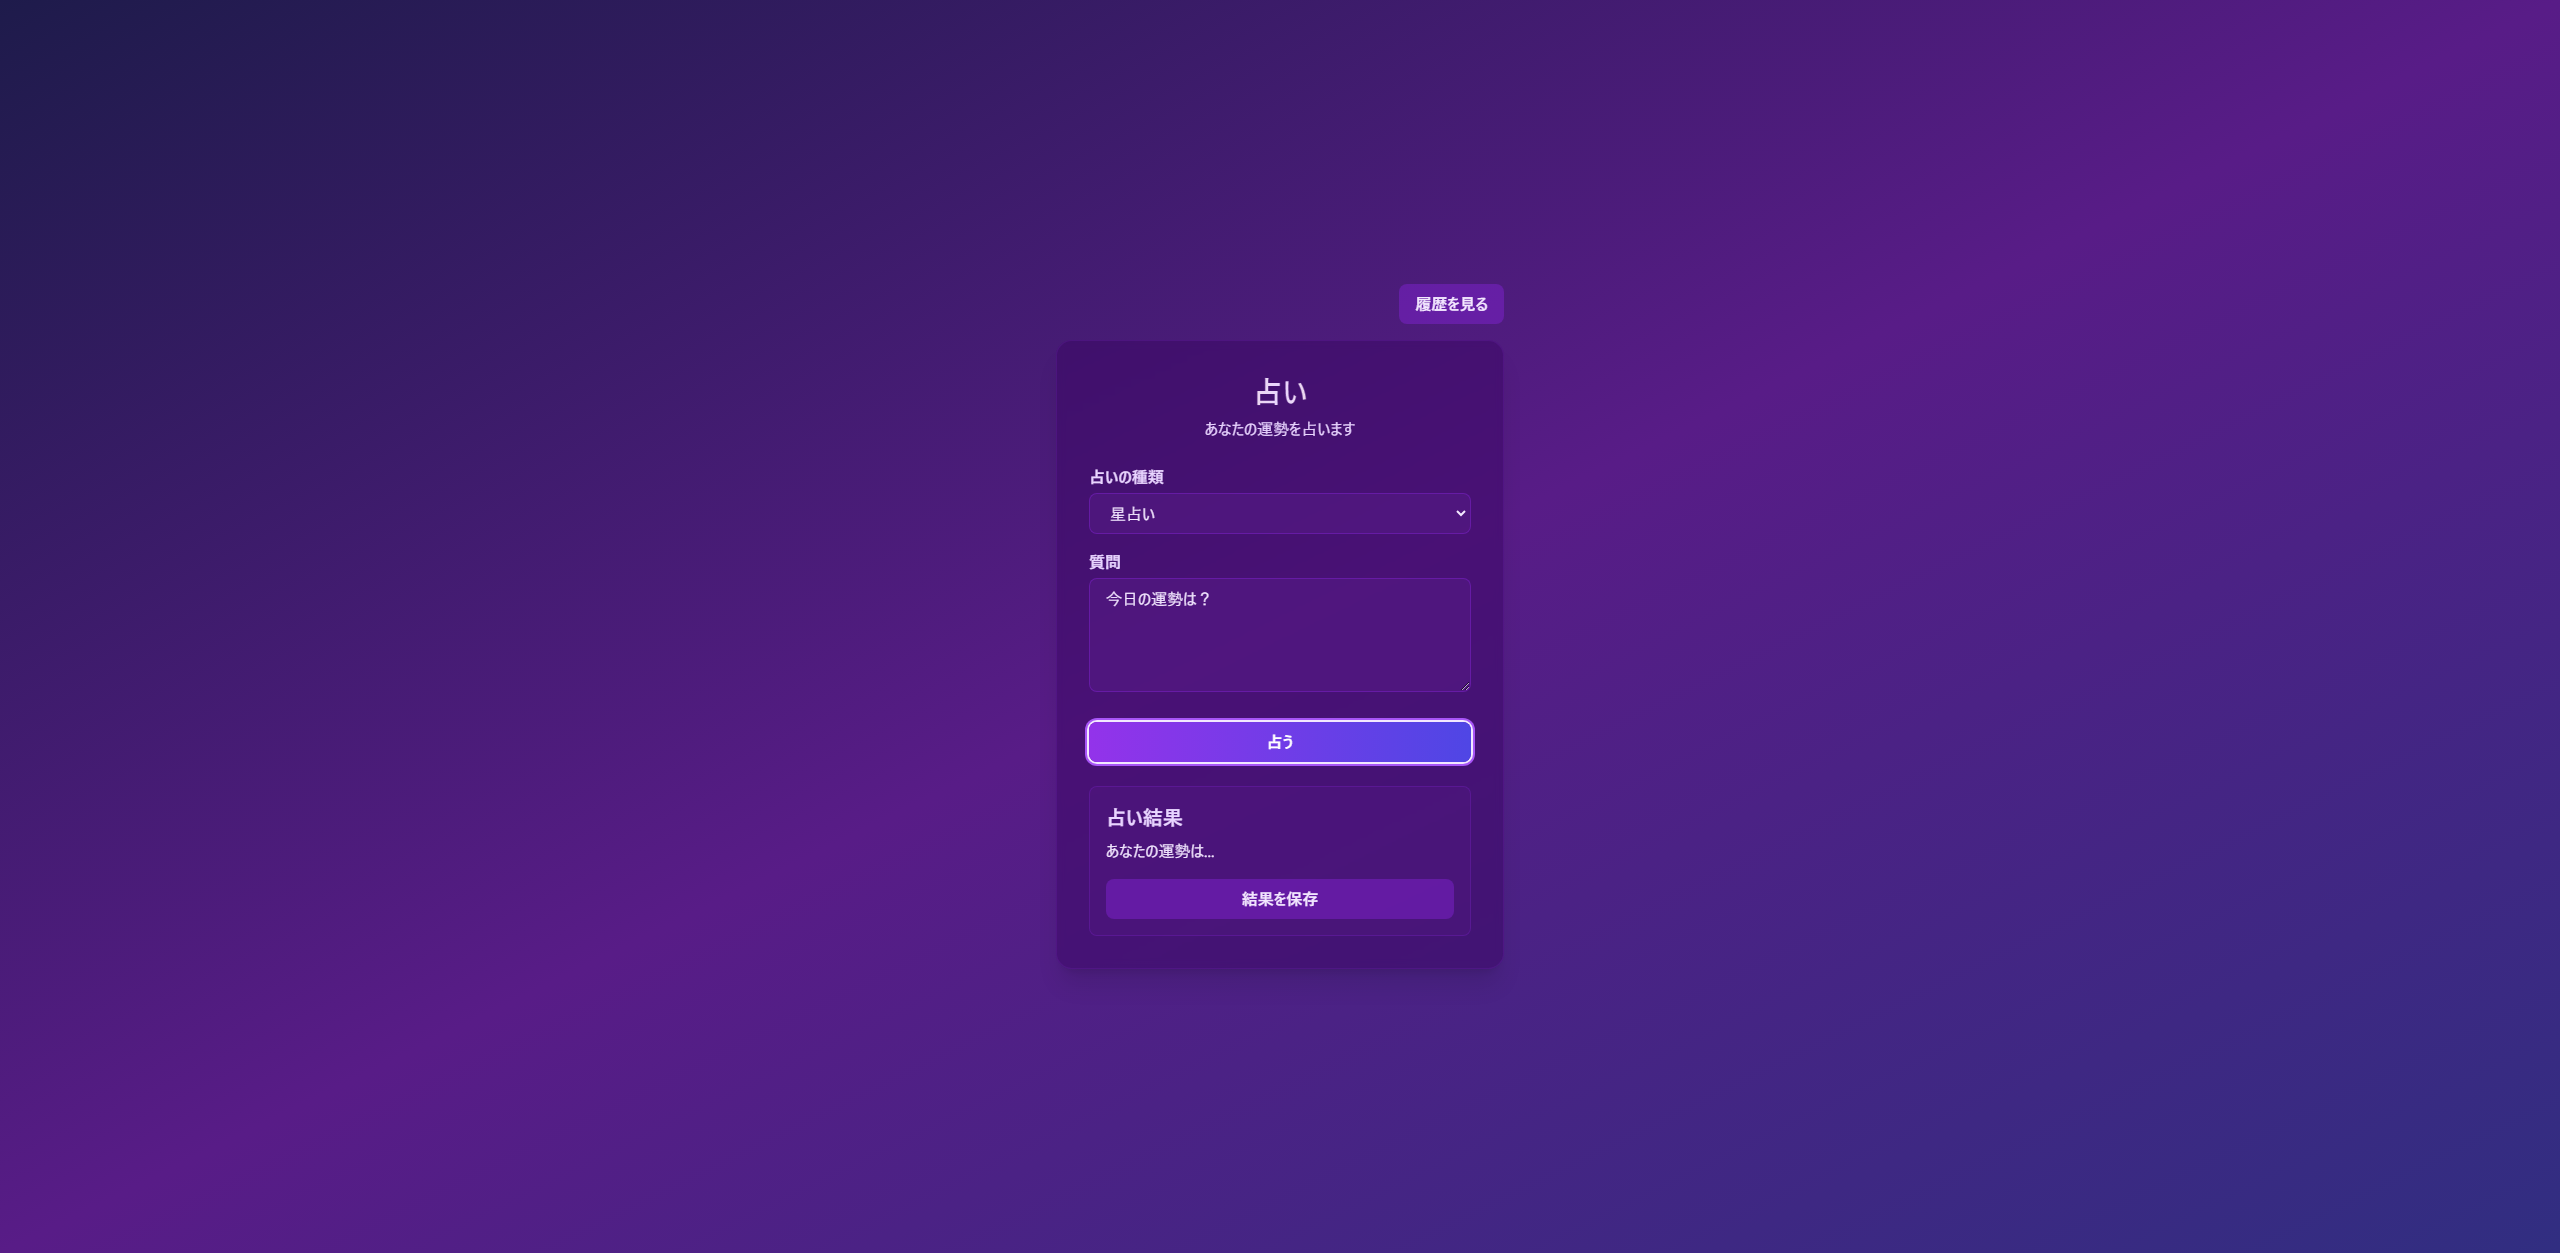 履歴を見る
占い
あなたの運勢を占います
占いの種類
星占い
質問
今日の運勢は？
占う
占い結果
あなたの運勢は...
結果を保存